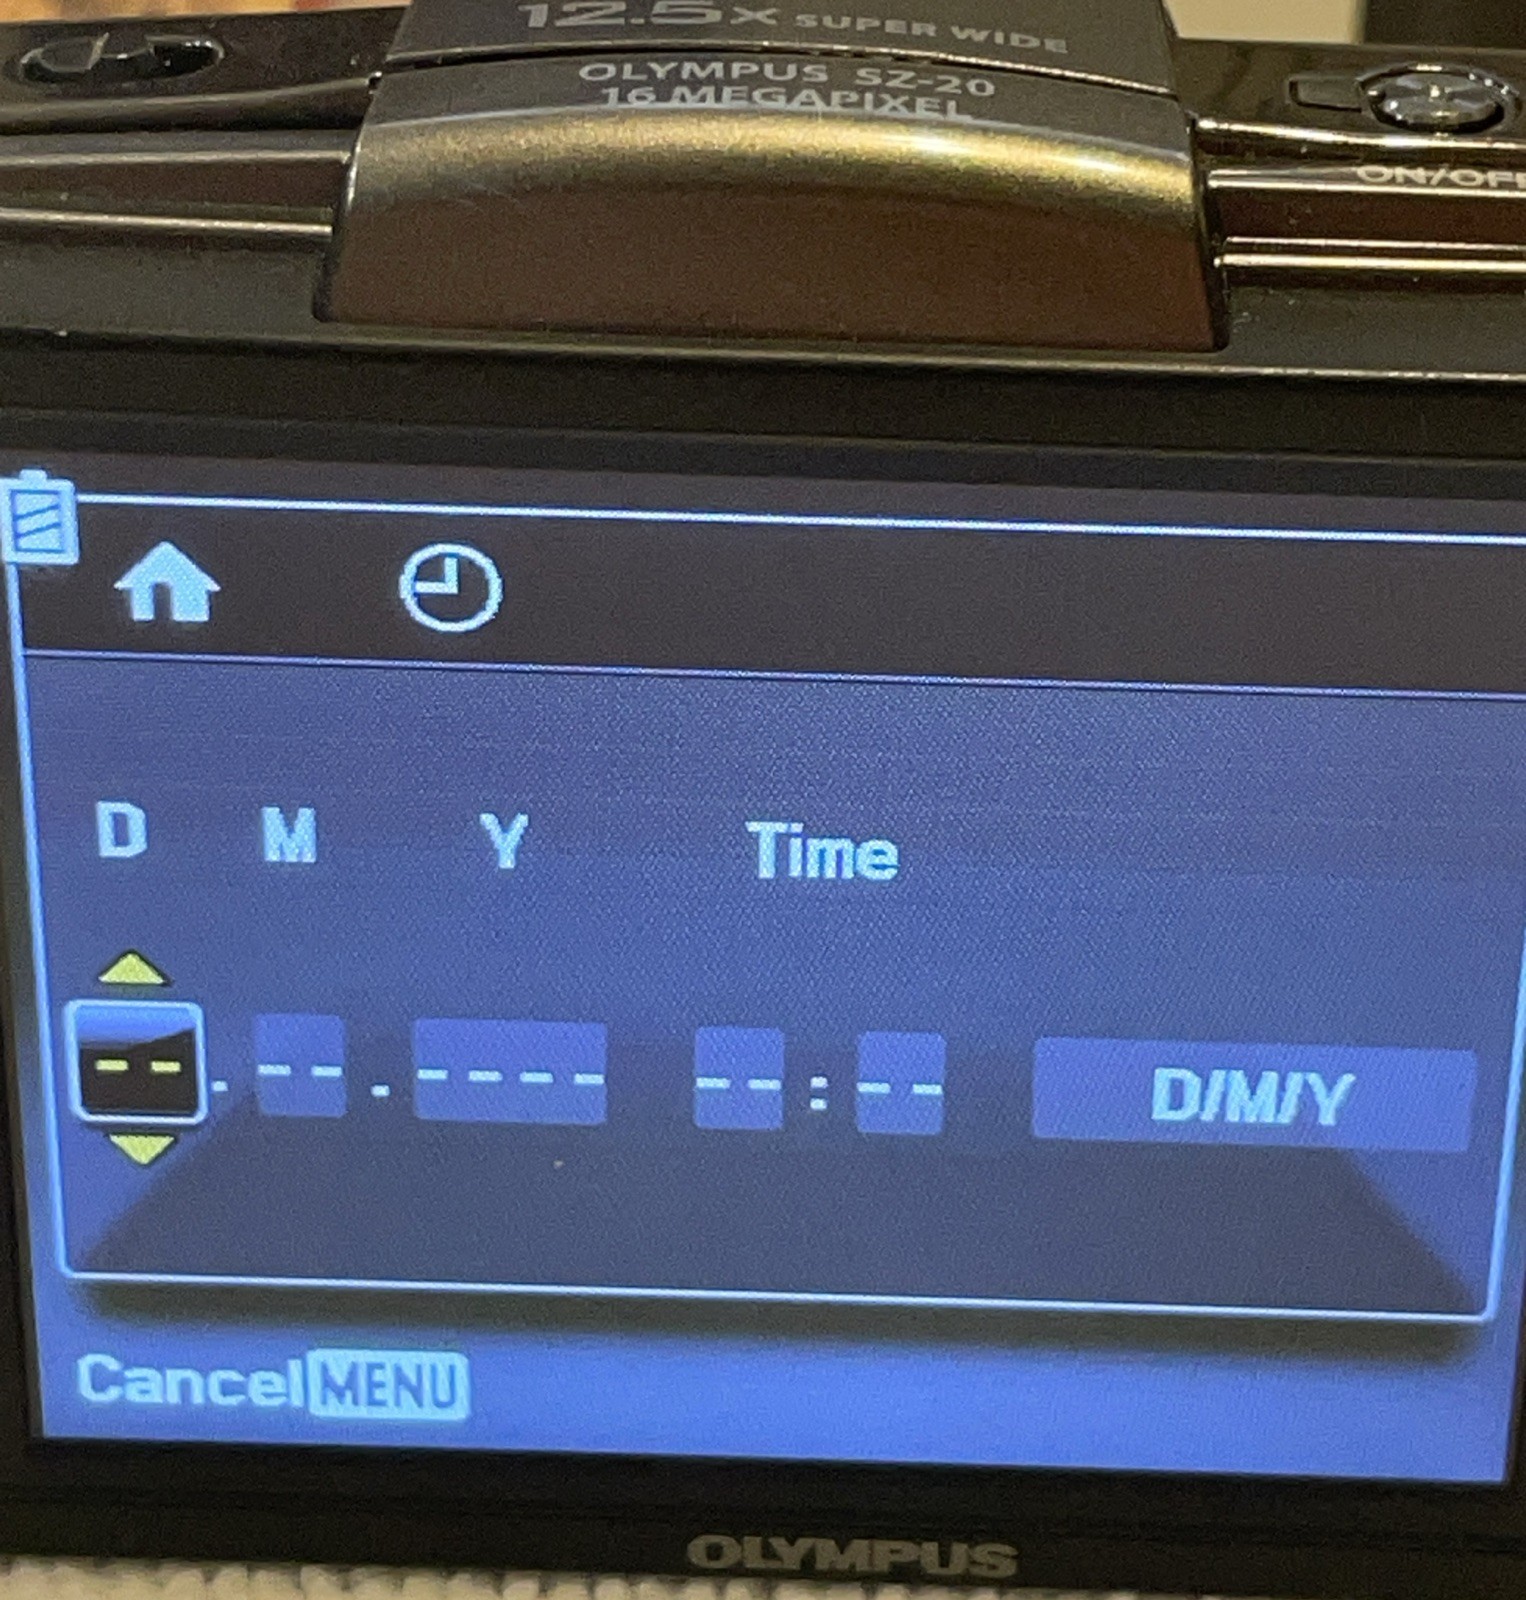 12.5x SUPER WIDE
OLYMPUS SZ-20
16 MEGAPIXEL
ON/OFF
D M Y Time
-- . -- . ---- -- : -- D/M/Y
Cancel MENU
OLYMPUS